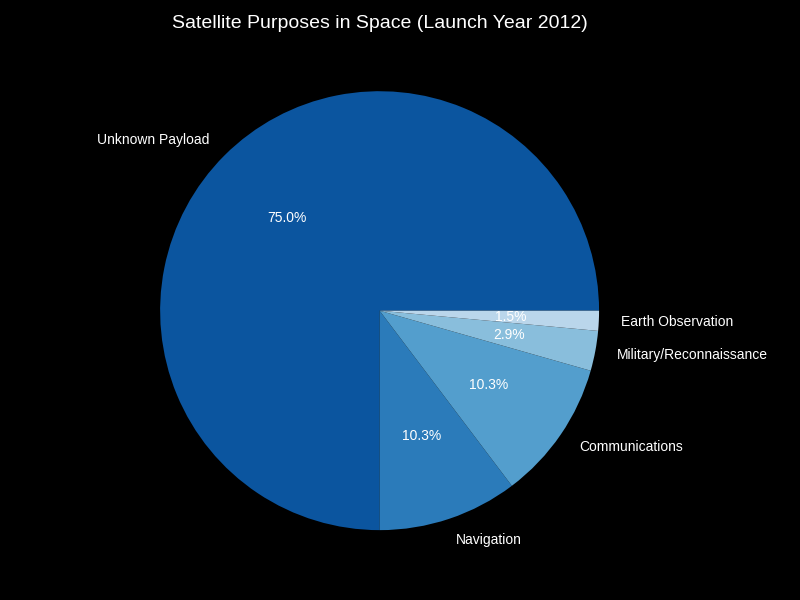 Satellite Purposes in Space (Launch Year 2012)
Unknown Payload
75.0%
1.5%
Earth Observation
2.9%
Military/Reconnaissance
10.3%
Communications
10.3%
Navigation